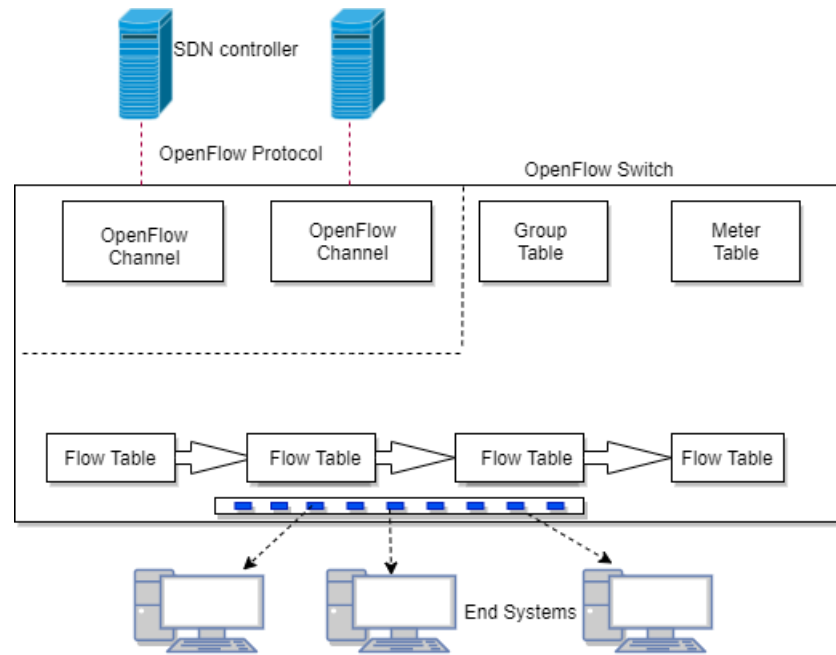 SDN controller
OpenFlow Protocol
OpenFlow Switch
OpenFlow
Channel
OpenFlow
Channel
Group
Table
Meter
Table
Flow Table
Flow Table
Flow Table
Flow Table
End Systems